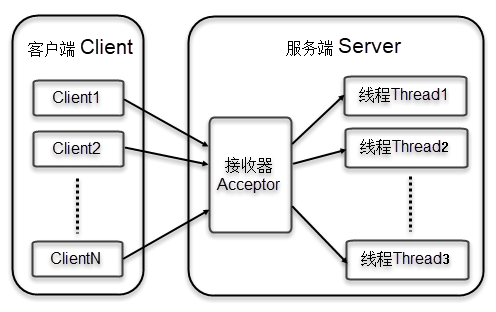 客户端 Client
服务端 Server
Client1
Client2
ClientN
接收器
Acceptor
线程Thread1
线程Thread2
线程Thread3